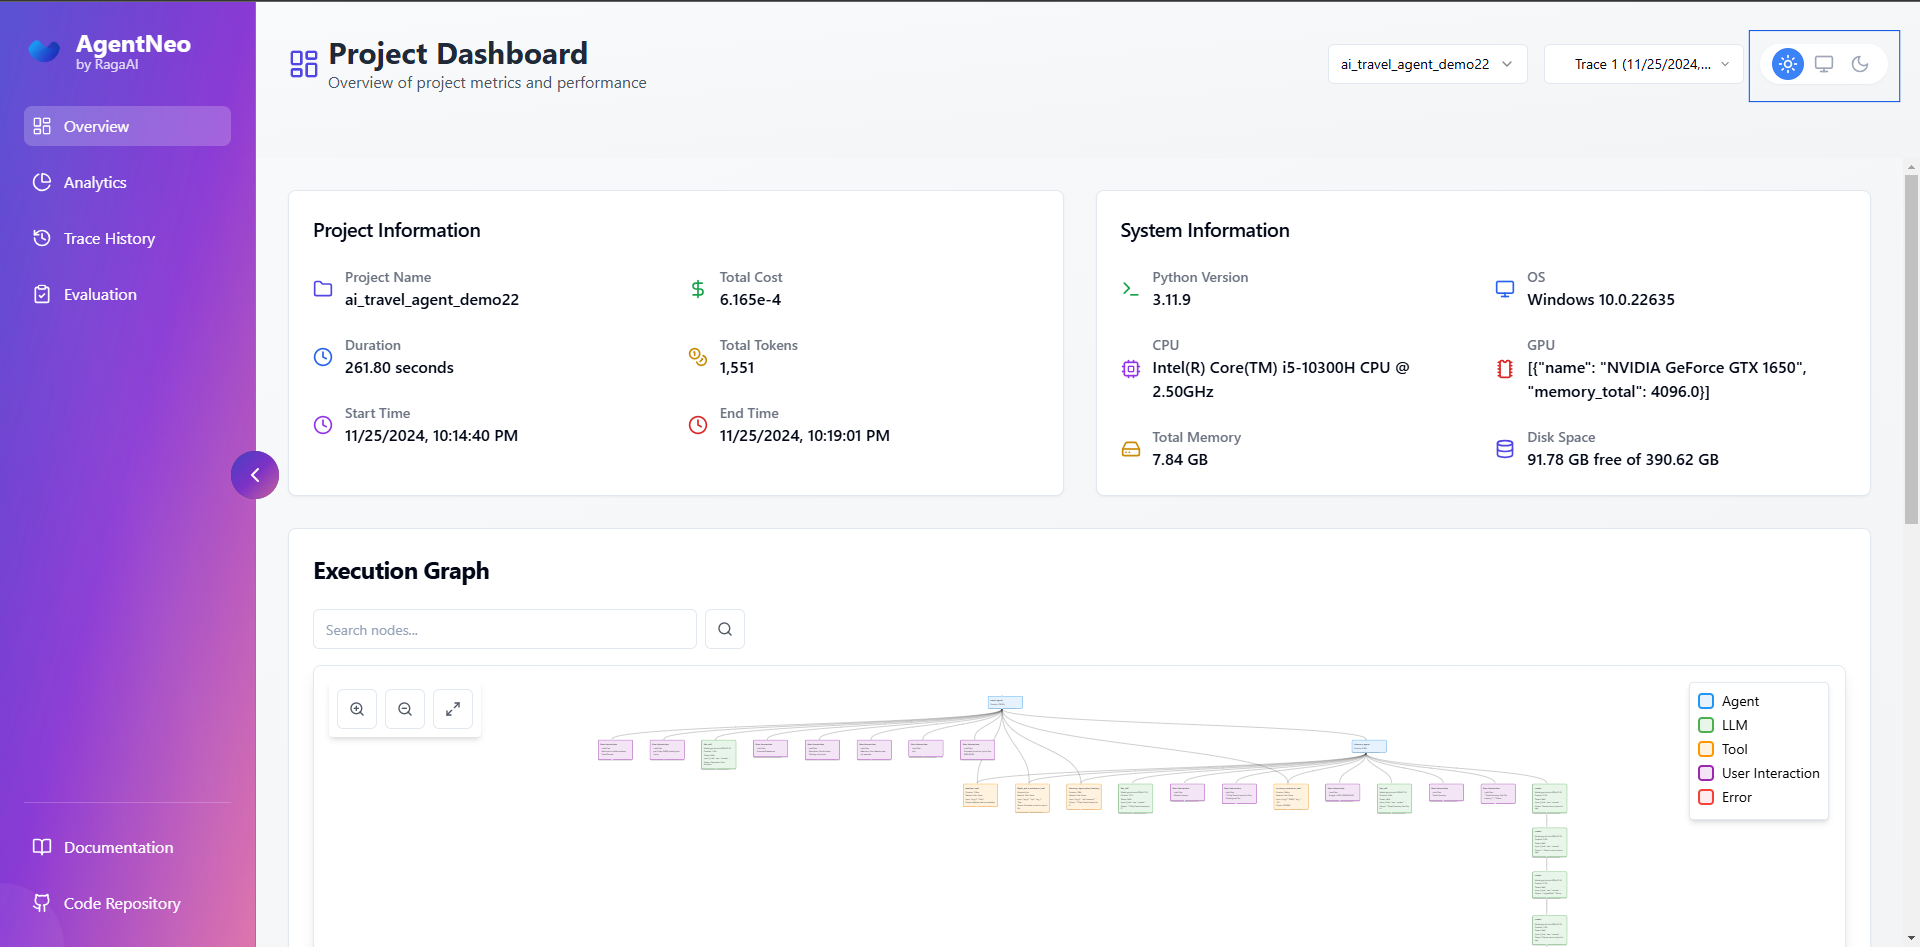 AgentNeo
by RagaAI
Overview
Analytics
Trace History
Evaluation
Documentation
Code Repository
Project Dashboard
Overview of project metrics and performance
ai_travel_agent_demo22
Trace 1 (11/25/2024,...
Project Information
Project Name
ai_travel_agent_demo22
Total Cost
6.165e-4
Duration
261.80 seconds
Total Tokens
1,551
Start Time
11/25/2024, 10:14:40 PM
End Time
11/25/2024, 10:19:01 PM
System Information
Python Version
3.11.9
OS
Windows 10.0.22635
CPU
Intel(R) Core(TM) i5-10300H CPU @
2.50GHz
GPU
[{"name": "NVIDIA GeForce GTX 1650",
"memory_total": 4096.0}]
Total Memory
7.84 GB
Disk Space
91.78 GB free of 390.62 GB
Execution Graph
Search nodes...
Agent
LLM
Tool
User Interaction
Error